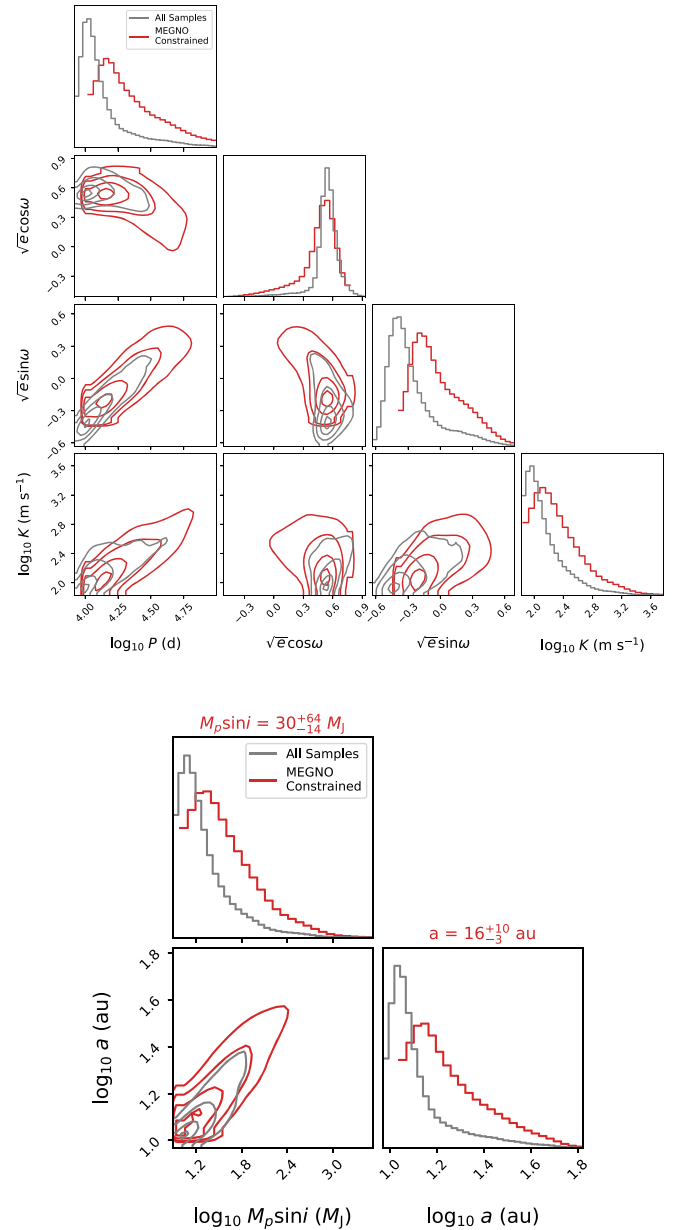 All Samples
MEGNO
Constrained
0.9
0.6
0.3
0.0
−0.3
√e cosω
0.6
0.3
0.0
−0.3
−0.6
√e sinω
3.6
3.2
2.8
2.4
2.0
log₁₀ K (m s⁻¹)
4.00 4.25 4.50 4.75
−0.3 0.0 0.3 0.6 0.9
−0.6 −0.3 0.0 0.3 0.6
2.0 2.4 2.8 3.2 3.6
log₁₀ P (d) √e cosω √e sinω log₁₀ K (m s⁻¹)
M_p sini = 30⁺⁶⁴₋₁₄ M_J
All Samples
MEGNO
Constrained
a = 16⁺¹⁰₋₃ au
1.8
1.6
1.4
1.2
1.0
log₁₀ a (au)
1.2 2.4 3.0
1.0 1.2 1.4 1.6 1.8
log₁₀ M_p sini (M_J) log₁₀ a (au)